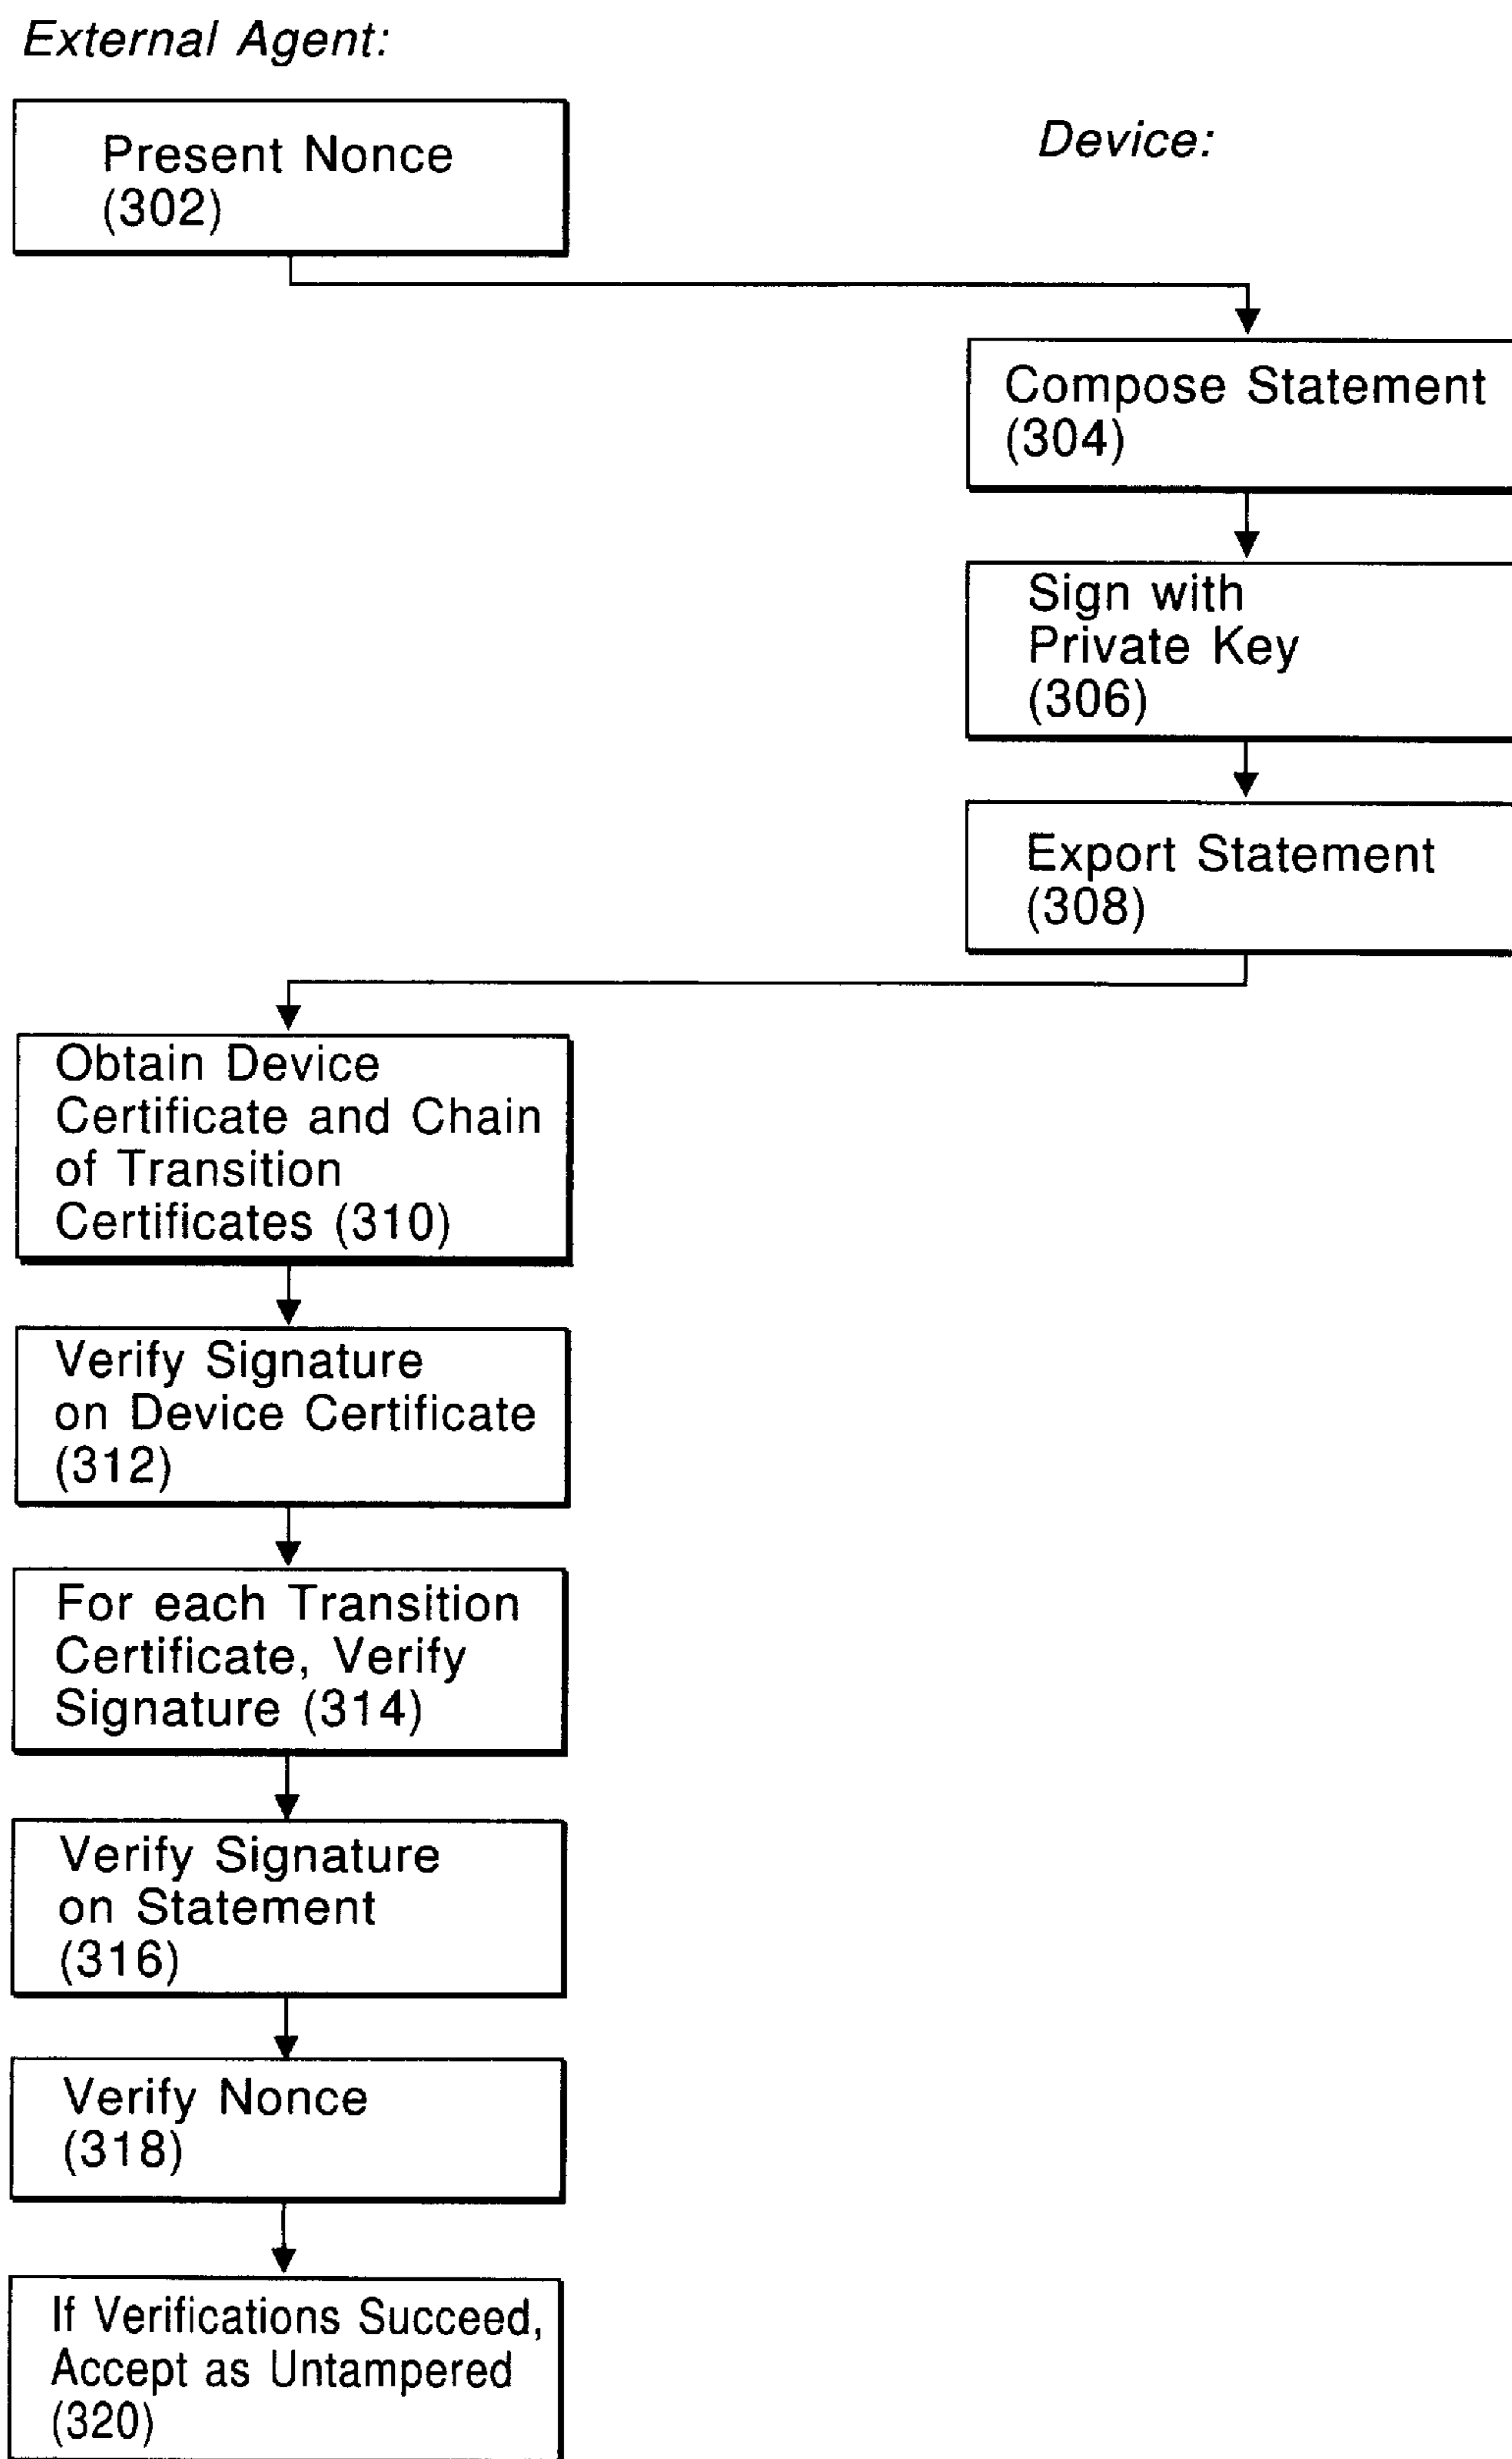 External Agent:
Present Nonce
(302)
Device:
Compose Statement
(304)
Sign with
Private Key
(306)
Export Statement
(308)
Obtain Device
Certificate and Chain
of Transition
Certificates (310)
Verify Signature
on Device Certificate
(312)
For each Transition
Certificate, Verify
Signature (314)
Verify Signature
on Statement
(316)
Verify Nonce
(318)
If Verifications Succeed,
Accept as Untampered
(320)